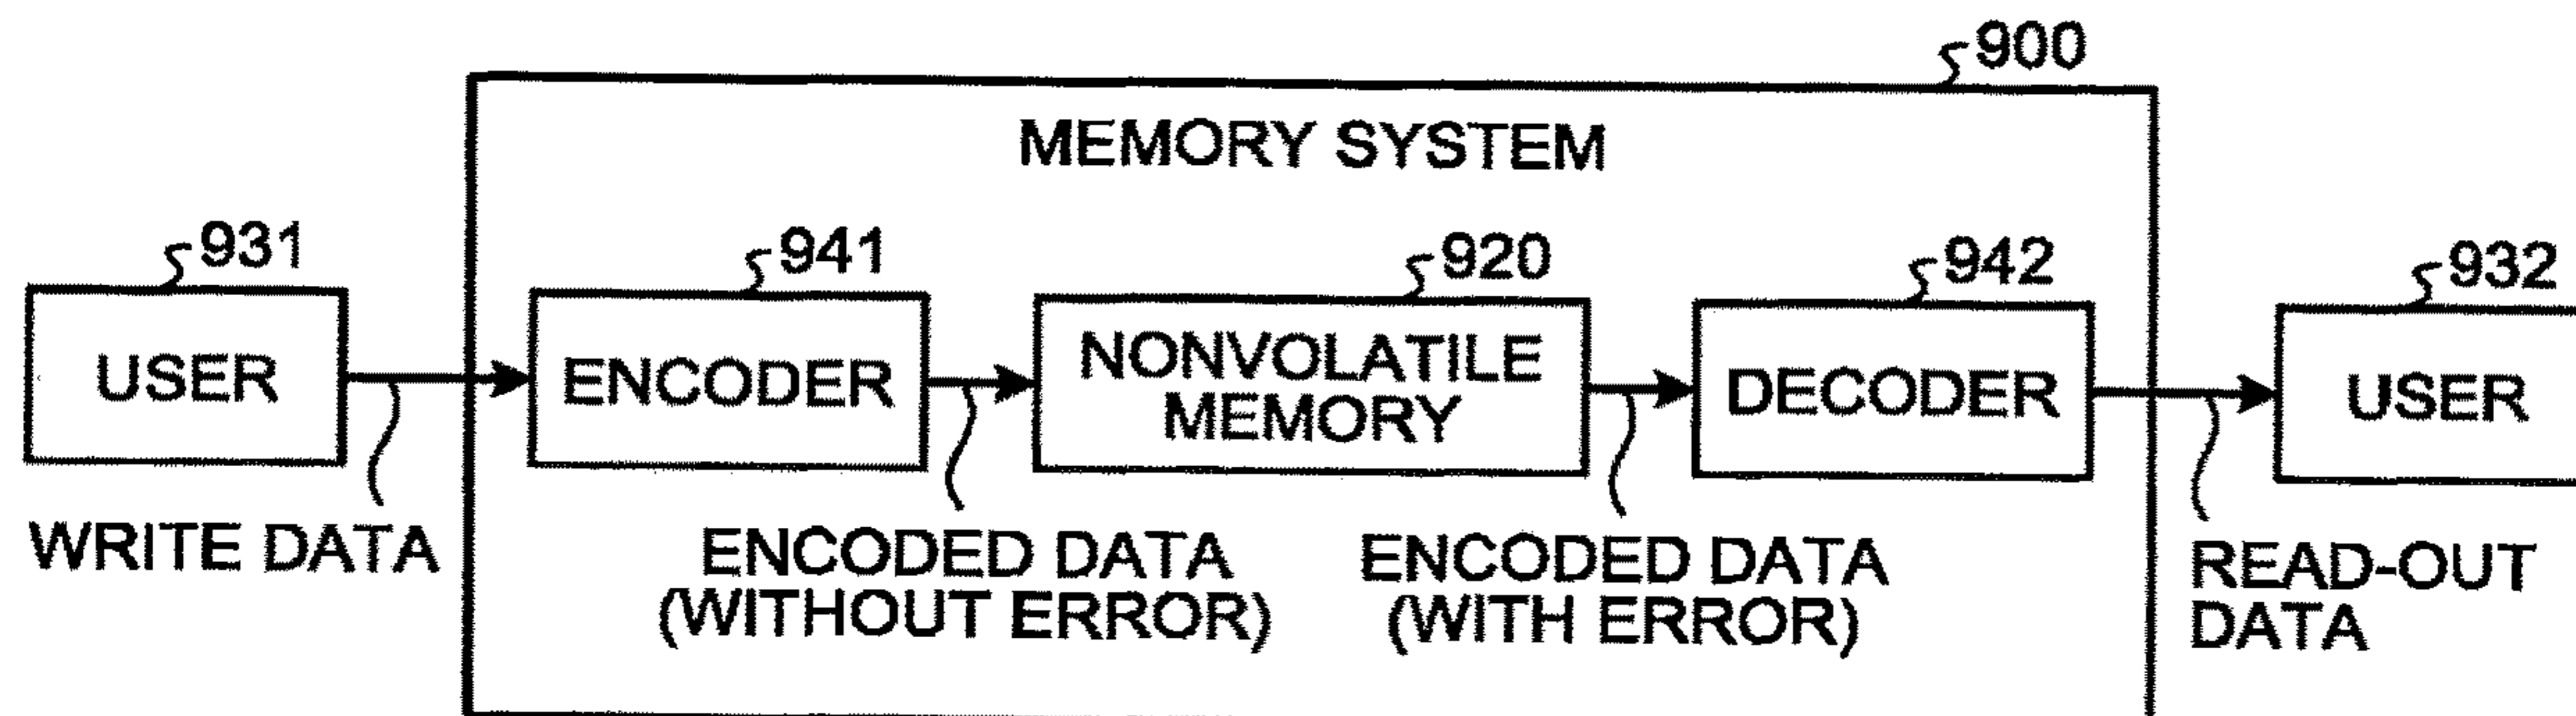 900
MEMORY SYSTEM
931
941
920
942
932
USER
ENCODER
NONVOLATILE
MEMORY
DECODER
USER
WRITE DATA
ENCODED DATA
(WITHOUT ERROR)
ENCODED DATA
(WITH ERROR)
READ-OUT
DATA